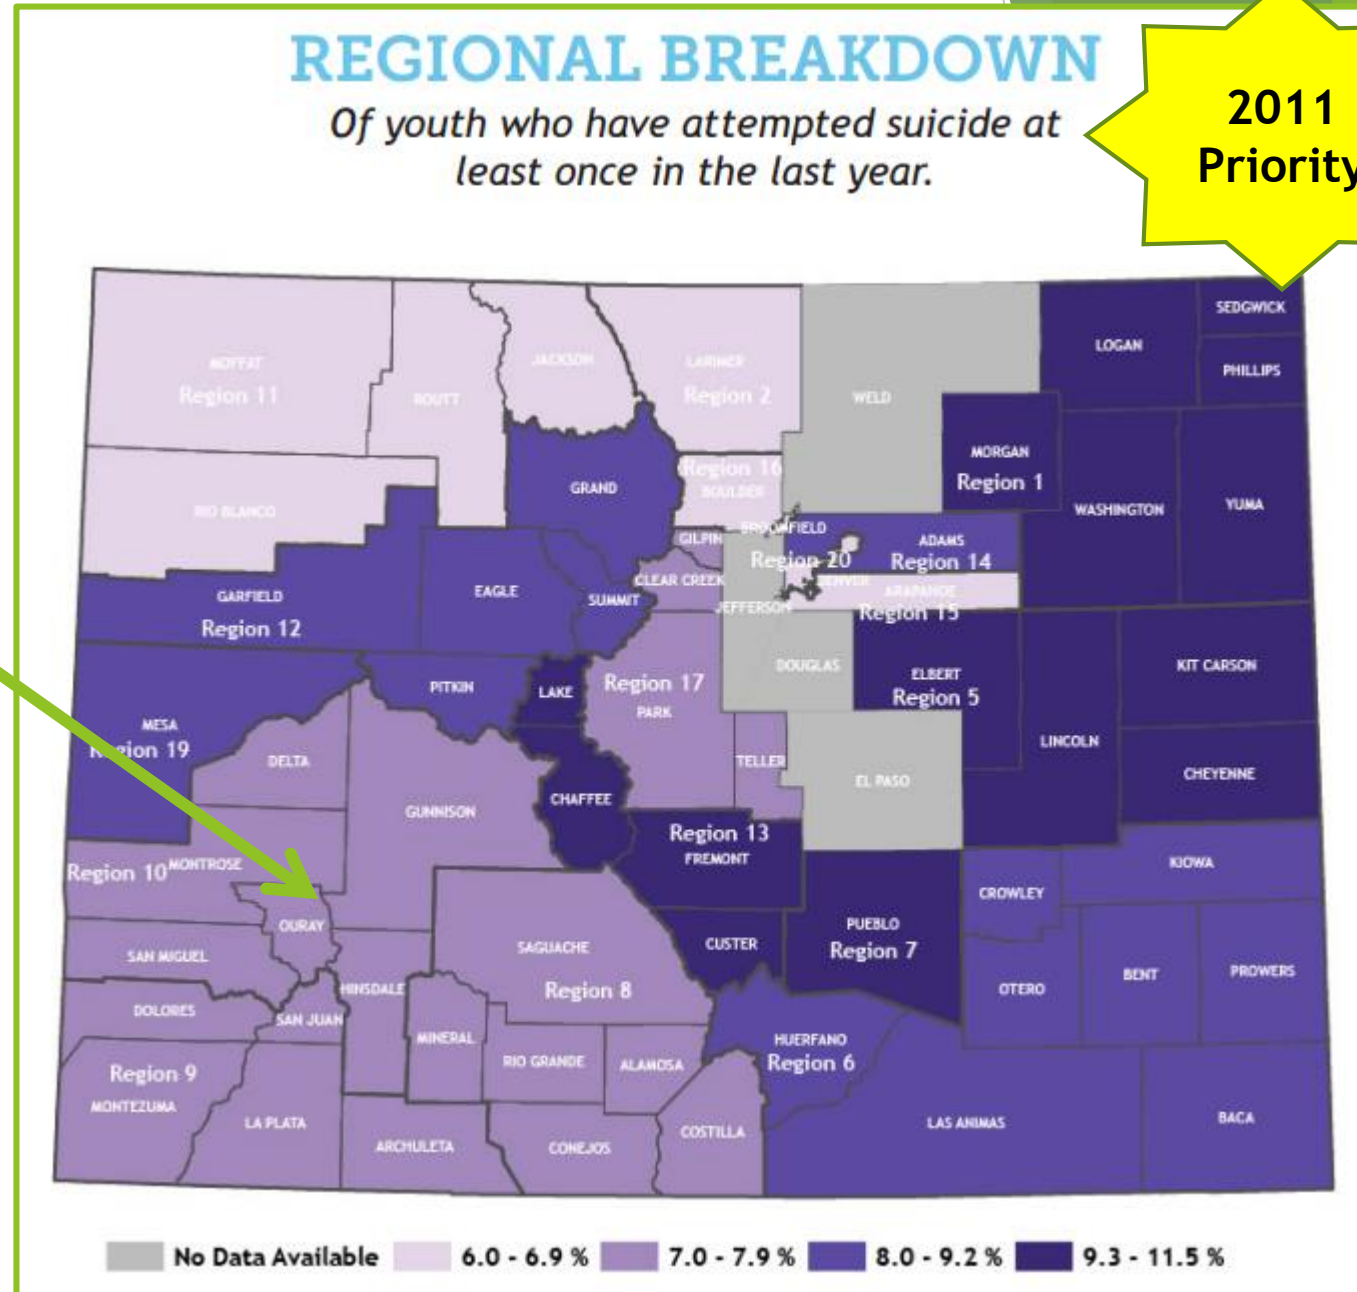 REGIONAL BREAKDOWN
Of youth who have attempted suicide at
least once in the last year.
2011
Priority
SEDGWICK
LOGAN
PHILLIPS
MOFFAT
Region 11
JACKSON
LARIMER
Region 2
ROUTT
WELD
MORGAN
Region 1
Region 16
BOULDER
GRAND
RIO BLANCO
WASHINGTON
YUMA
BROOMFIELD
GILPIN
ADAMS
Region 14
Region 20
CLEAR CREEK
DENVER
ARAPAHOE
Region 15
EAGLE
SUMMIT
GARFIELD
Region 12
JEFFERSON
DOUGLAS
ELBERT
Region 5
KIT CARSON
PITKIN
LAKE
Region 17
PARK
MESA
Region 19
LINCOLN
DELTA
TELLER
EL PASO
CHEYENNE
CHAFFEE
GUNNISON
Region 13
FREMONT
Region 10
MONTROSE
KIOWA
CROWLEY
OURAY
PUEBLO
Region 7
SAGUACHE
CUSTER
SAN MIGUEL
BENT
PROWERS
HINSDALE
Region 8
OTERO
DOLORES
SAN JUAN
MINERAL
HUERFANO
Region 6
RIO GRANDE
ALAMOSA
Region 9
MONTEZUMA
LA PLATA
ARCHULETA
CONEJOS
COSTILLA
LAS ANIMAS
BACA
No Data Available
6.0 - 6.9 %
7.0 - 7.9 %
8.0 - 9.2 %
9.3 - 11.5 %